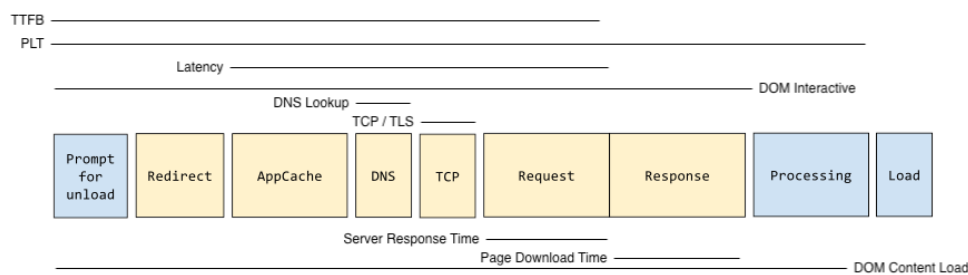 TTFB
PLT
Latency
DOM Interactive
DNS Lookup
TCP / TLS
Prompt
for
unload
Redirect
AppCache
DNS
TCP
Request
Response
Processing
Load
Server Response Time
Page Download Time
DOM Content Load